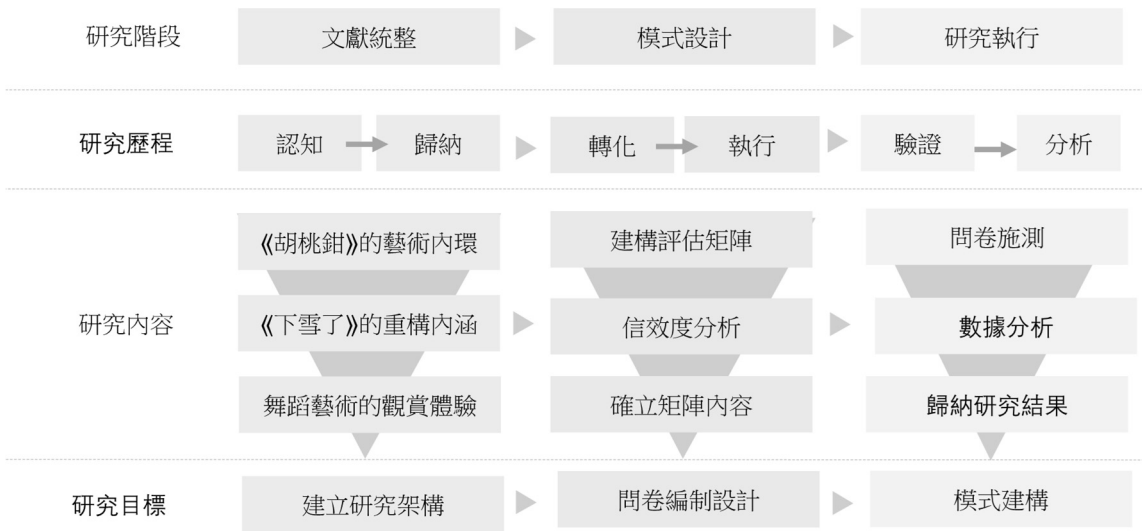 研究階段
文獻統整
模式設計
研究執行
研究歷程
認知
歸納
轉化
執行
驗證
分析
研究內容
《胡桃鉗》的藝術內環
建構評估矩陣
問卷施測
《下雪了》的重構內涵
信效度分析
數據分析
舞蹈藝術的觀賞體驗
確立矩陣內容
歸納研究結果
研究目標
建立研究架構
問卷編制設計
模式建構